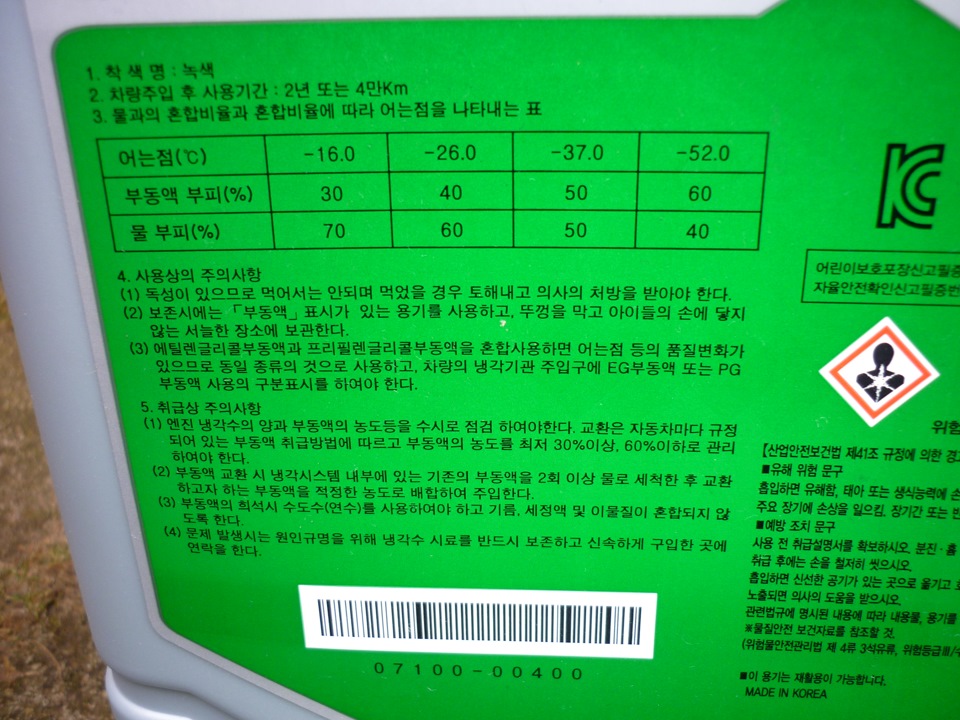 1. 착 색 명 : 녹색
2. 차량주입 후 사용기간 : 2년 또는 4만Km
3. 물과의 혼합비율과 혼합비율에 따라 어는점을 나타내는 표
어는점(℃) -16.0 -26.0 -37.0 -52.0
부동액 부피(%) 30 40 50 60
물 부피(%) 70 60 50 40
4. 사용상의 주의사항
(1) 독성이 있으므로 먹어서는 안되며 먹었을 경우 토해내고 의사의 처방을 받아야 한다.
(2) 보존시에는 「부동액」표시가 있는 용기를 사용하고, 뚜껑을 막고 아이들의 손에 닿지
않는 서늘한 장소에 보관한다.
(3) 에틸렌글리콜부동액과 프리필렌글리콜부동액을 혼합사용하면 어는점 등의 품질변화가
있으므로 동일 종류의 것으로 사용하고, 차량의 냉각기관 주입구에 EG부동액 또는 PG
부동액 사용의 구분표시를 하여야 한다.
5. 취급상 주의사항
(1) 엔진 냉각수의 양과 부동액의 농도등을 수시로 점검 하여야한다. 교환은 자동차마다 규정
되어 있는 부동액 취급방법에 따르고 부동액의 농도를 최저 30%이상, 60%이하로 관리
하여야 한다.
(2) 부동액 교환 시 냉각시스템 내부에 있는 기존의 부동액을 2회 이상 물로 세척한 후 교환
하고자 하는 부동액을 적정한 농도로 배합하여 주입한다.
(3) 부동액의 희석시 수도수(연수)를 사용하여야 하고 기름, 세정액 및 이물질이 혼합되지 않
도록 한다.
(4) 문제 발생시는 원인규명을 위해 냉각수 시료를 반드시 보존하고 신속하게 구입한 곳에
연락을 한다.
07100-00400
KC
어린이보호포장신고필증
자율안전확인신고필증번
위험
【산업안전보건법 제41조 규정에 의한 경고
■유해 위험 문구
흡입하면 유해함, 태아 또는 생식능력에 손
주요 장기에 손상을 일으킴, 장기간 또는 반
■예방 조치 문구
사용 전 취급설명서를 확보하시오. 분진·흄
취급 후에는 손을 철저히 씻으시오.
흡입하면 신선한 공기가 있는 곳으로 옮기고
노출되면 의사의 도움을 받으시오.
관련법규에 명시된 내용에 따라 내용물, 용기를
※물질안전 보건자료를 참조할 것.
(위험물안전관리법 제 4류 3석유류, 위험등급Ⅲ/수
■이 용기는 재활용이 가능합니다.
MADE IN KOREA